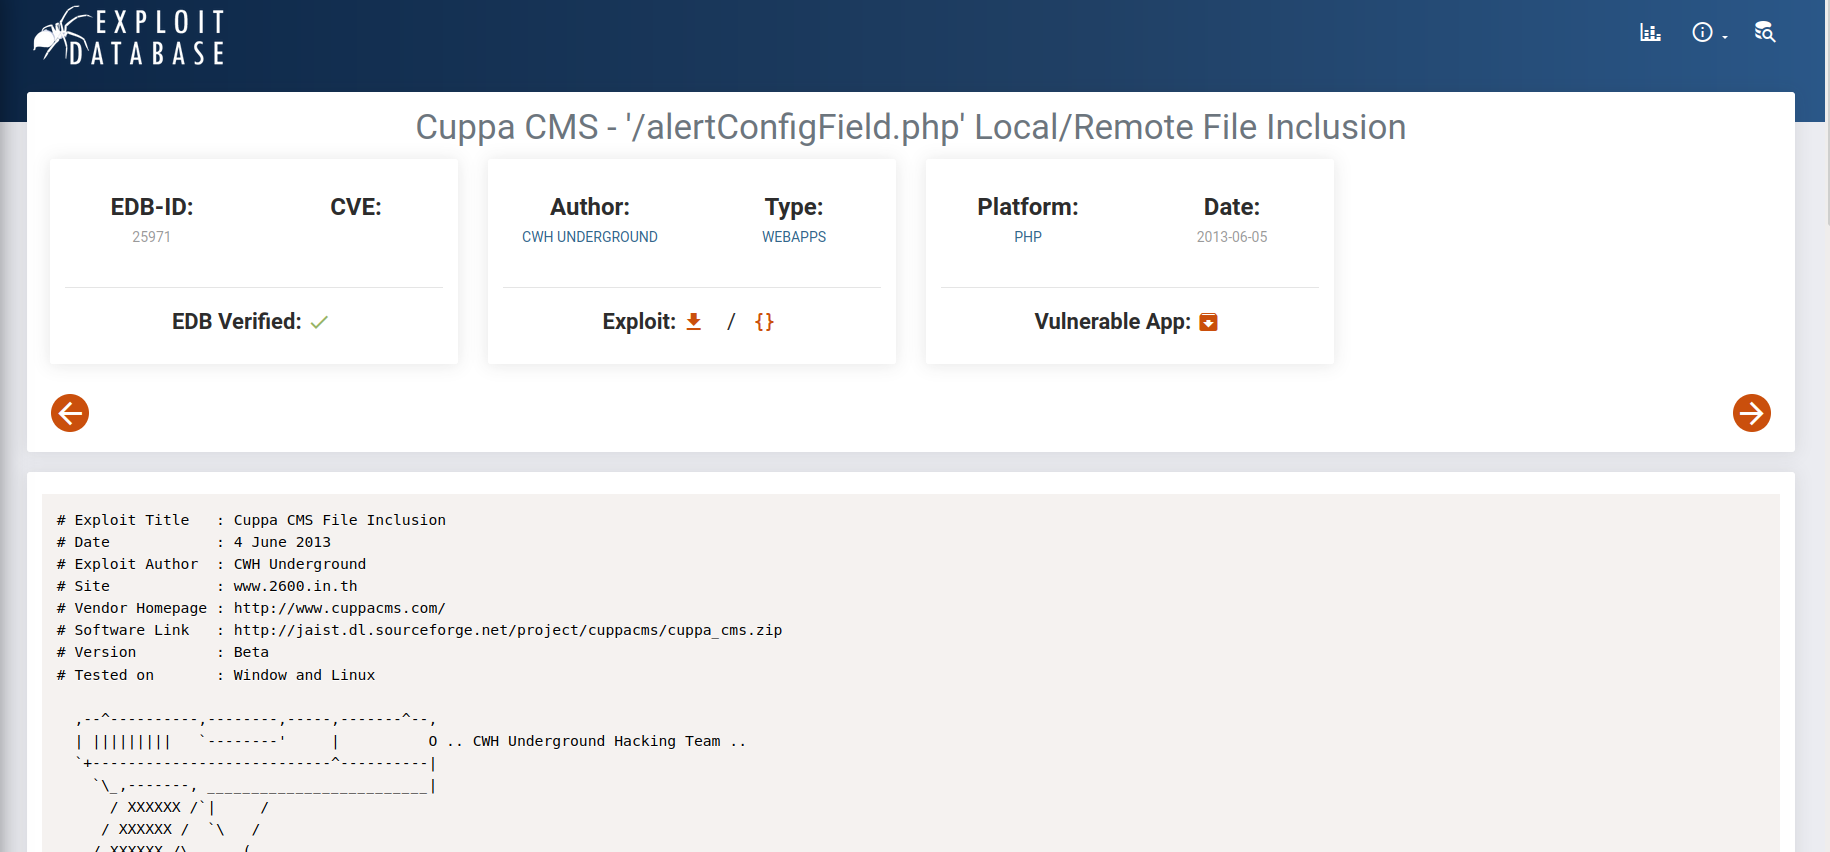 EXPLOIT
DATABASE
Cuppa CMS - '/alertConfigField.php' Local/Remote File Inclusion
EDB-ID:
25971
CVE:
Author:
CWH UNDERGROUND
Type:
WEBAPPS
Platform:
PHP
Date:
2013-06-05
EDB Verified:
Exploit: / {}
Vulnerable App:
# Exploit Title   : Cuppa CMS File Inclusion
# Date            : 4 June 2013
# Exploit Author  : CWH Underground
# Site            : www.2600.in.th
# Vendor Homepage : http://www.cuppacms.com/
# Software Link   : http://jaist.dl.sourceforge.net/project/cuppacms/cuppa_cms.zip
# Version         : Beta
# Tested on       : Window and Linux
  ,--^----------,--------,-----,-------^--,
  | |||||||||   `--------'     |          O .. CWH Underground Hacking Team ..
  `+---------------------------^----------|
    `\_,-------, _________________________|
      / XXXXXX /`|     /
     / XXXXXX /  `\   /
    / XXXXXX /\______(